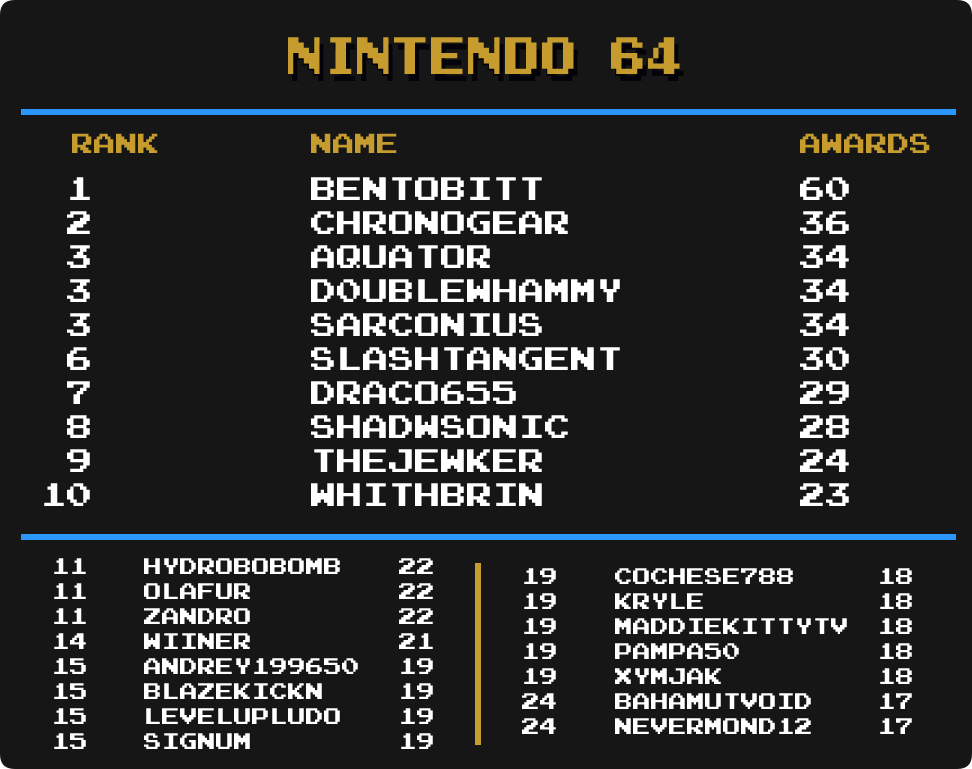 NINTENDO 64
RANK NAME AWARDS
1 BENTOBITT 60
2 CHRONOGEAR 36
3 AQUATOR 34
3 DOUBLEWHAMMY 34
3 SARCONIUS 34
6 SLASHTANGENT 30
7 DRACO655 29
8 SHADWSONIC 28
9 THEJEWKER 24
10 WHITHBRIN 23
11 HYDROBOBOMB 22
11 OLAFUR 22
11 ZANDRO 22
14 WIINER 21
15 ANDREY199650 19
15 BLAZEKICKN 19
15 LEVELUPLUDO 19
15 SIGNUM 19
19 COCHESE788 18
19 KRYLE 18
19 MADDIEKITTYTV 18
19 PAMPA50 18
19 XYMJAK 18
24 BAHAMUTVOID 17
24 NEVERMOND12 17